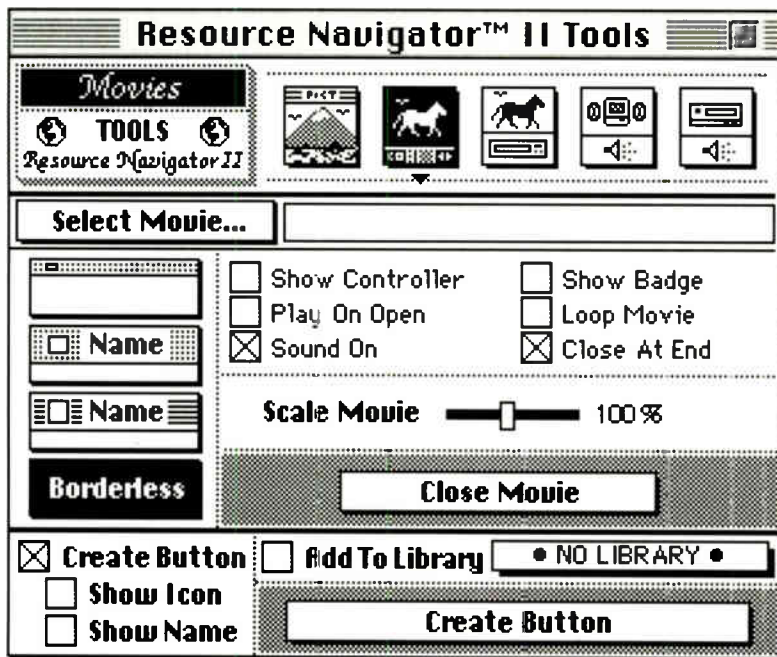 Resource Navigator™ II Tools
Movies
TOOLS
Resource Navigator II
PICT
Select Movie...
Show Controller
Show Badge
Play On Open
Loop Movie
Sound On
Close At End
Name
Name
Borderless
Scale Movie
100%
Close Movie
Create Button
Add To Library
● NO LIBRARY ●
Show Icon
Show Name
Create Button